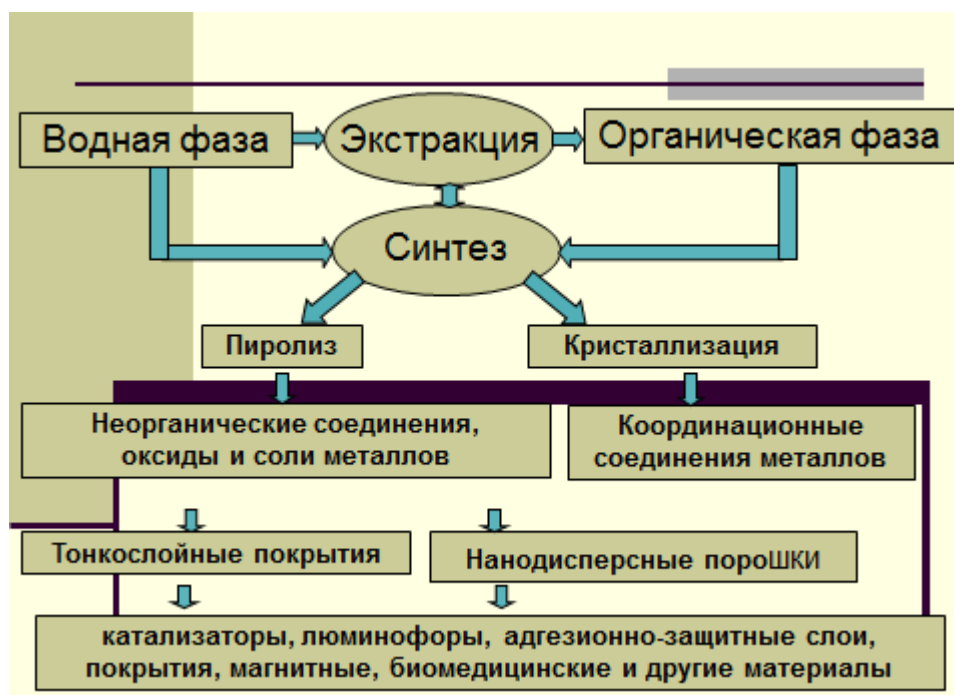 Водная фаза
Экстракция
Органическая фаза
Синтез
Пиролиз
Кристаллизация
Неорганические соединения,
оксиды и соли металлов
Координационные
соединения металлов
Тонкослойные покрытия
Нанодисперсные пороШКИ
катализаторы, люминофоры, адгезионно-защитные слои,
покрытия, магнитные, биомедицинские и другие материалы